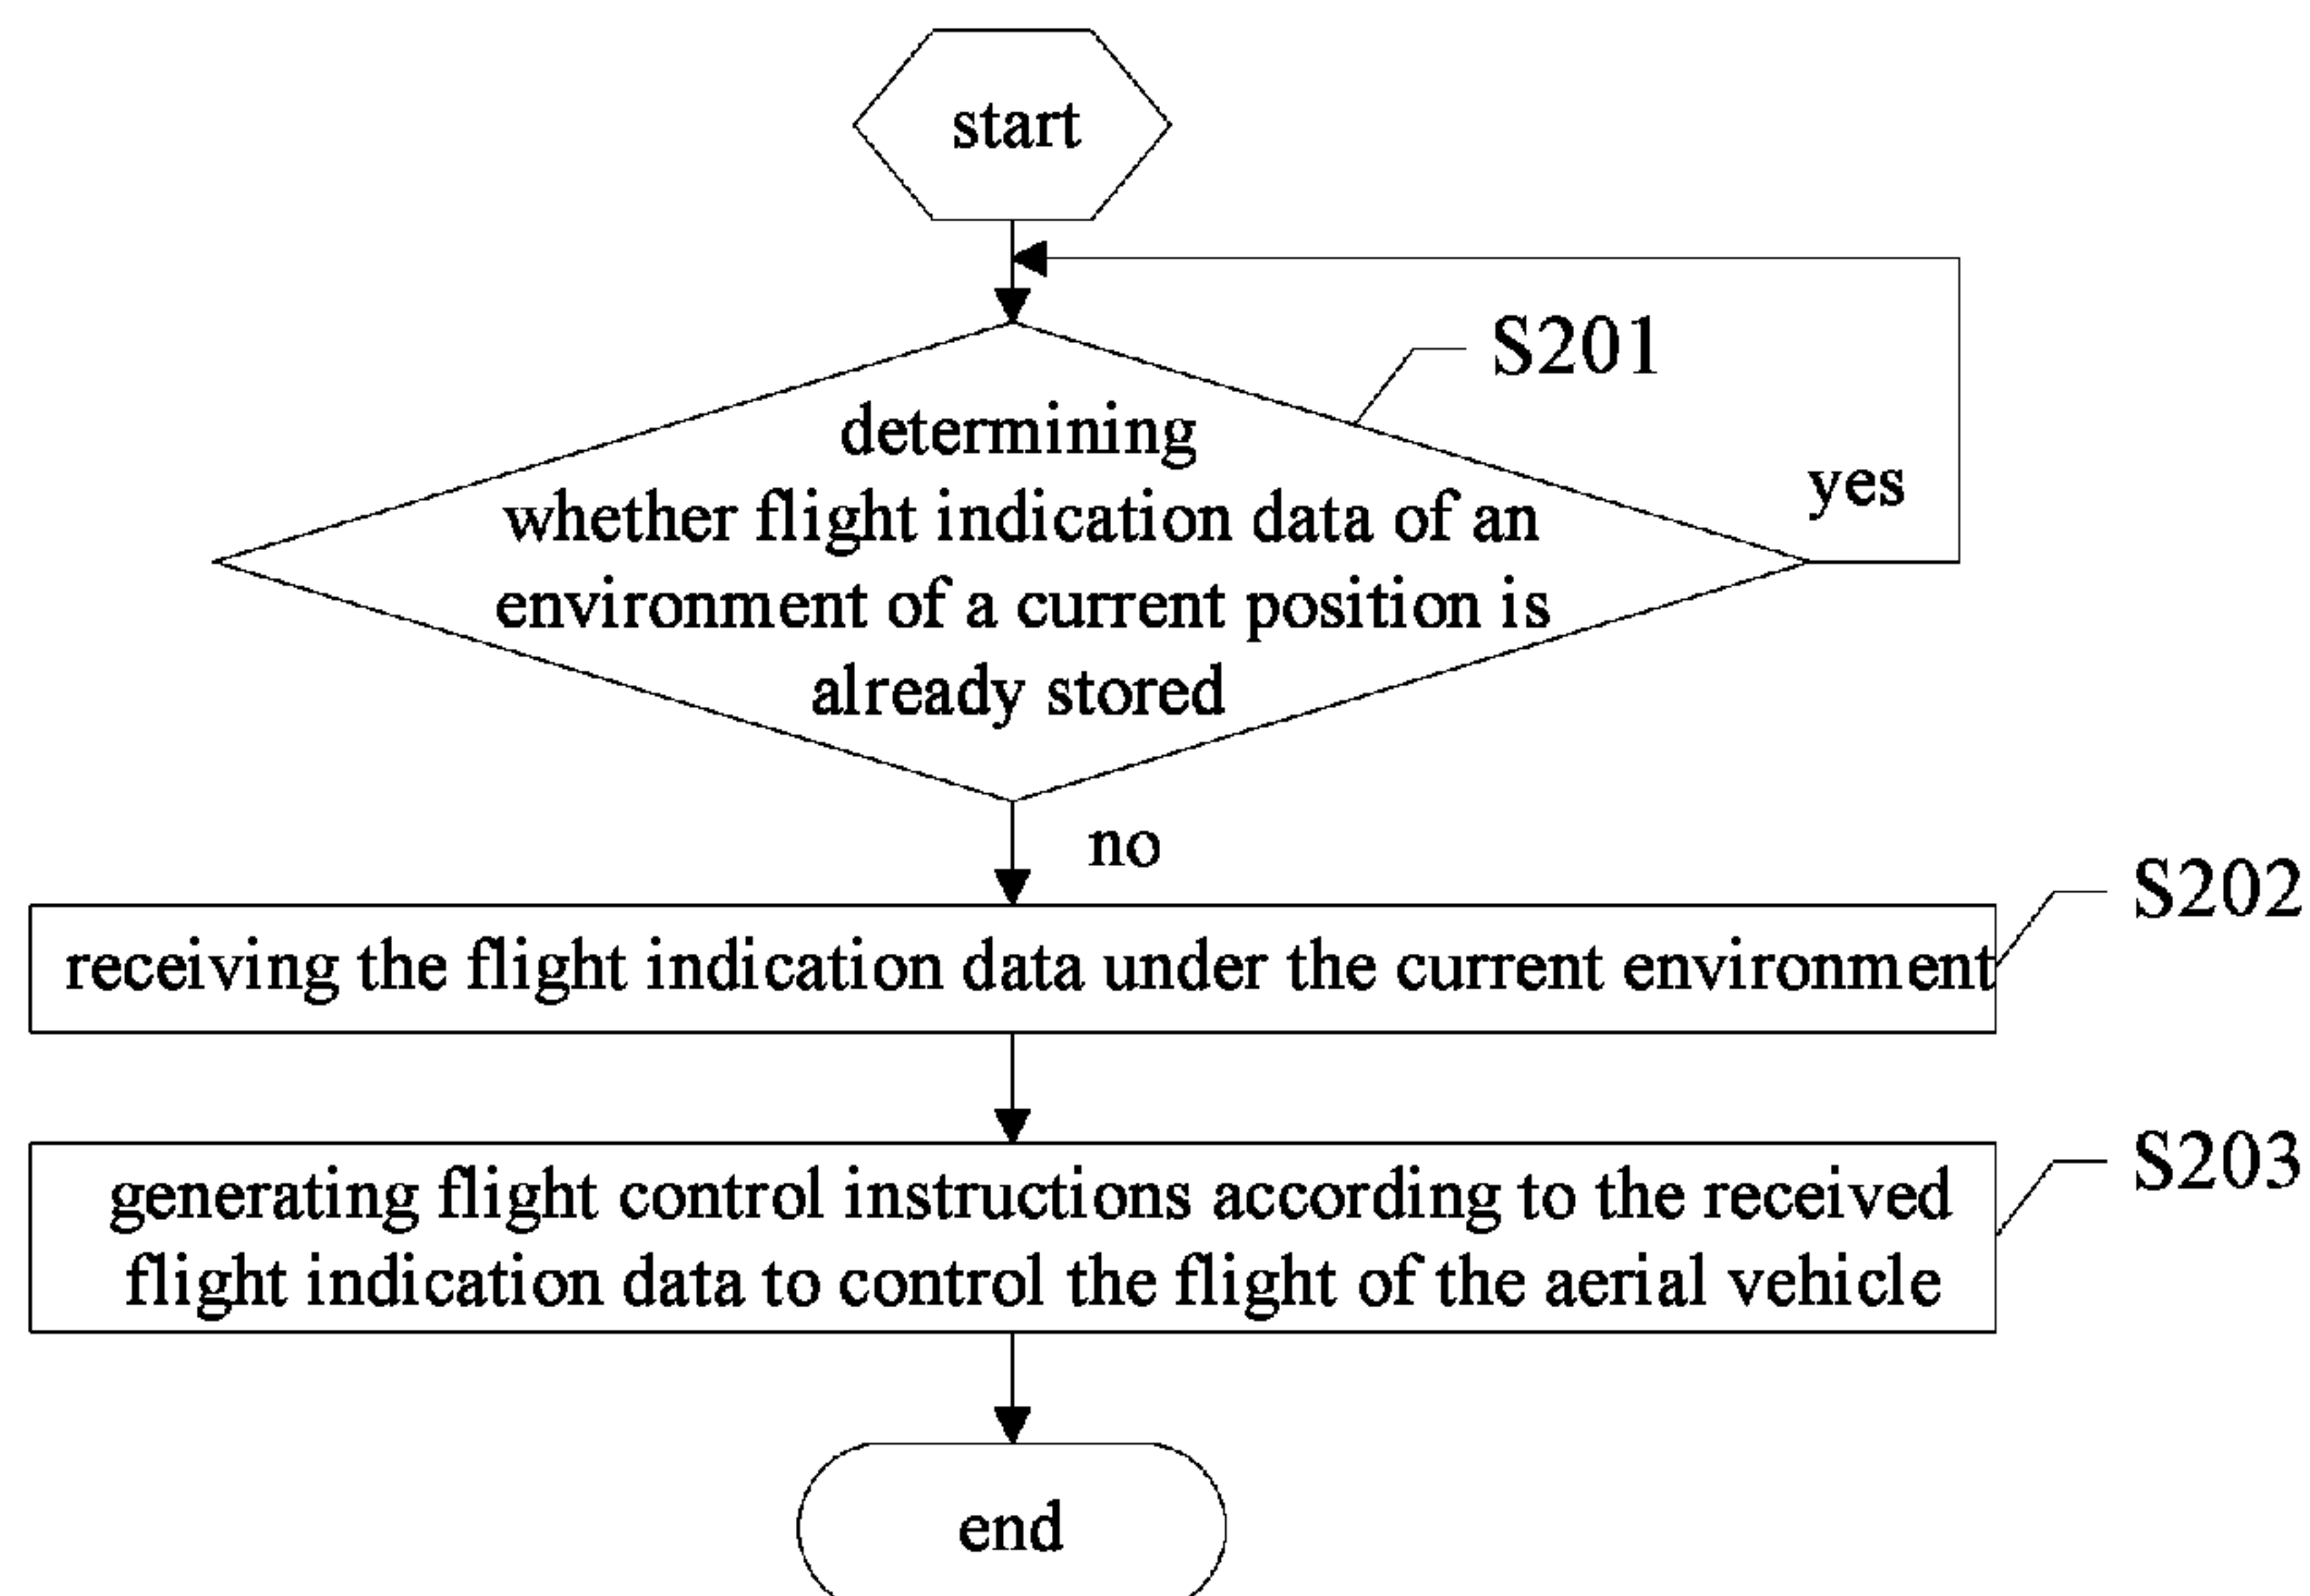 start
S201
determining
whether flight indication data of an
environment of a current position is
already stored
yes
no
S202
receiving the flight indication data under the current environment
S203
generating flight control instructions according to the received
flight indication data to control the flight of the aerial vehicle
end